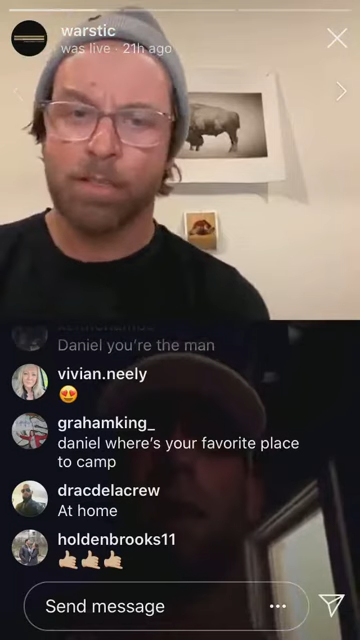 warstic
was live · 21h ago
Daniel you're the man
vivian.neely
😍
grahamking_
daniel where's your favorite place
to camp
dracdelacrew
At home
holdenbrooks11
🤙🏼🤙🏼🤙🏼
Send message